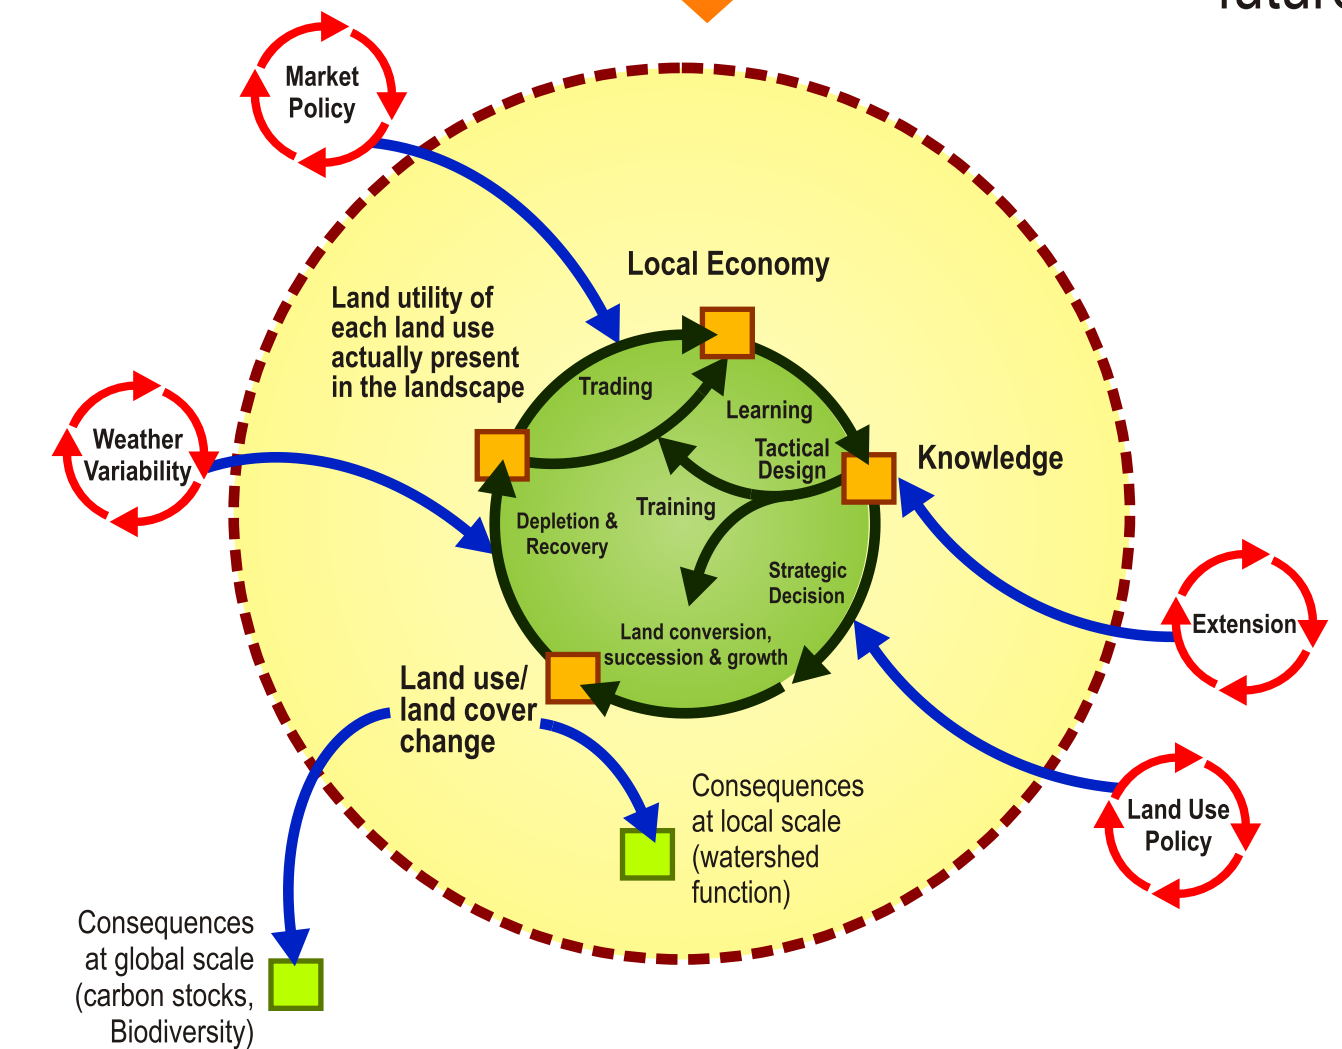 future
Market
Policy
Local Economy
Land utility of
each land use
actually present
in the landscape
Trading
Learning
Weather
Variability
Tactical
Design
Knowledge
Training
Depletion &
Recovery
Strategic
Decision
Extension
Land conversion,
succession & growth
Land use/
land cover
change
Consequences
at local scale
(watershed
function)
Land Use
Policy
Consequences
at global scale
(carbon stocks,
Biodiversity)